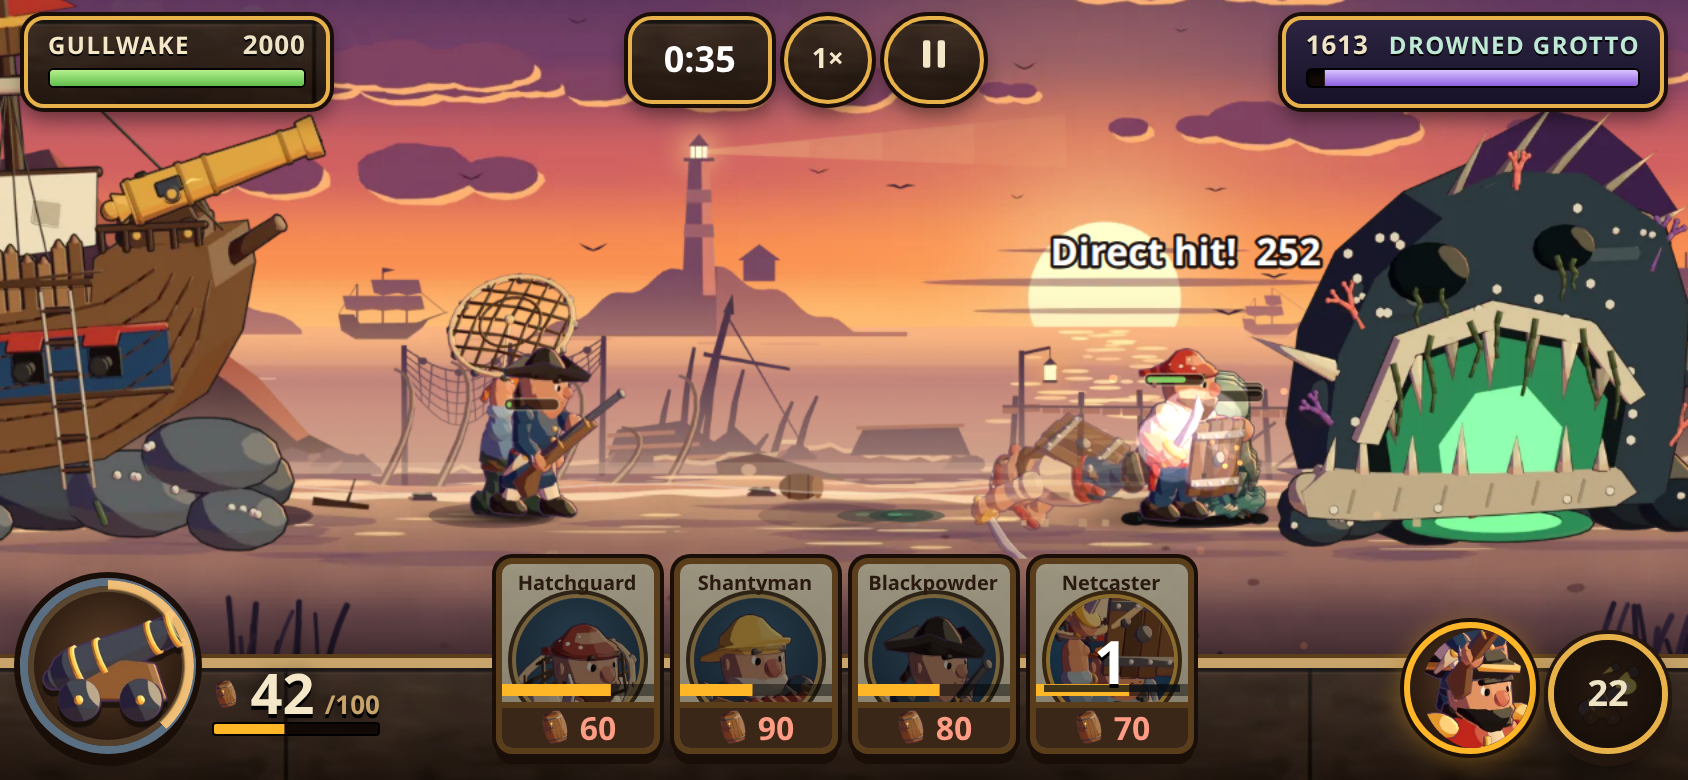 GULLWAKE 2000
0:35
1×
1613 DROWNED GROTTO
Direct hit! 252
Hatchguard
Shantyman
Blackpowder
Netcaster
1
42 /100
60
90
80
70
22